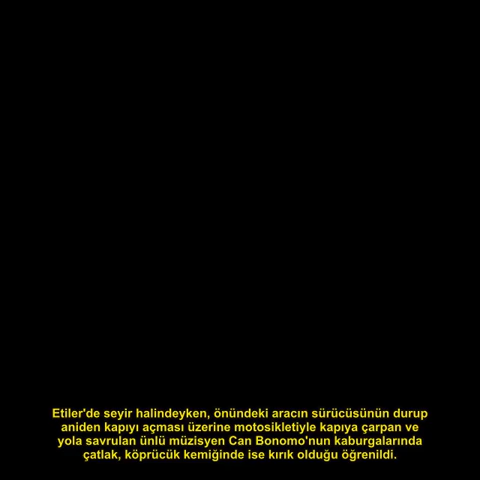 Etiler'de seyir halindeyken, önündeki aracın sürücüsünün durup
aniden kapıyı açması üzerine motosikletiyle kapıya çarpan ve
yola savrulan ünlü müzisyen Can Bonomo'nun kaburgalarında
çatlak, köprücük kemiğinde ise kırık olduğu öğrenildi.